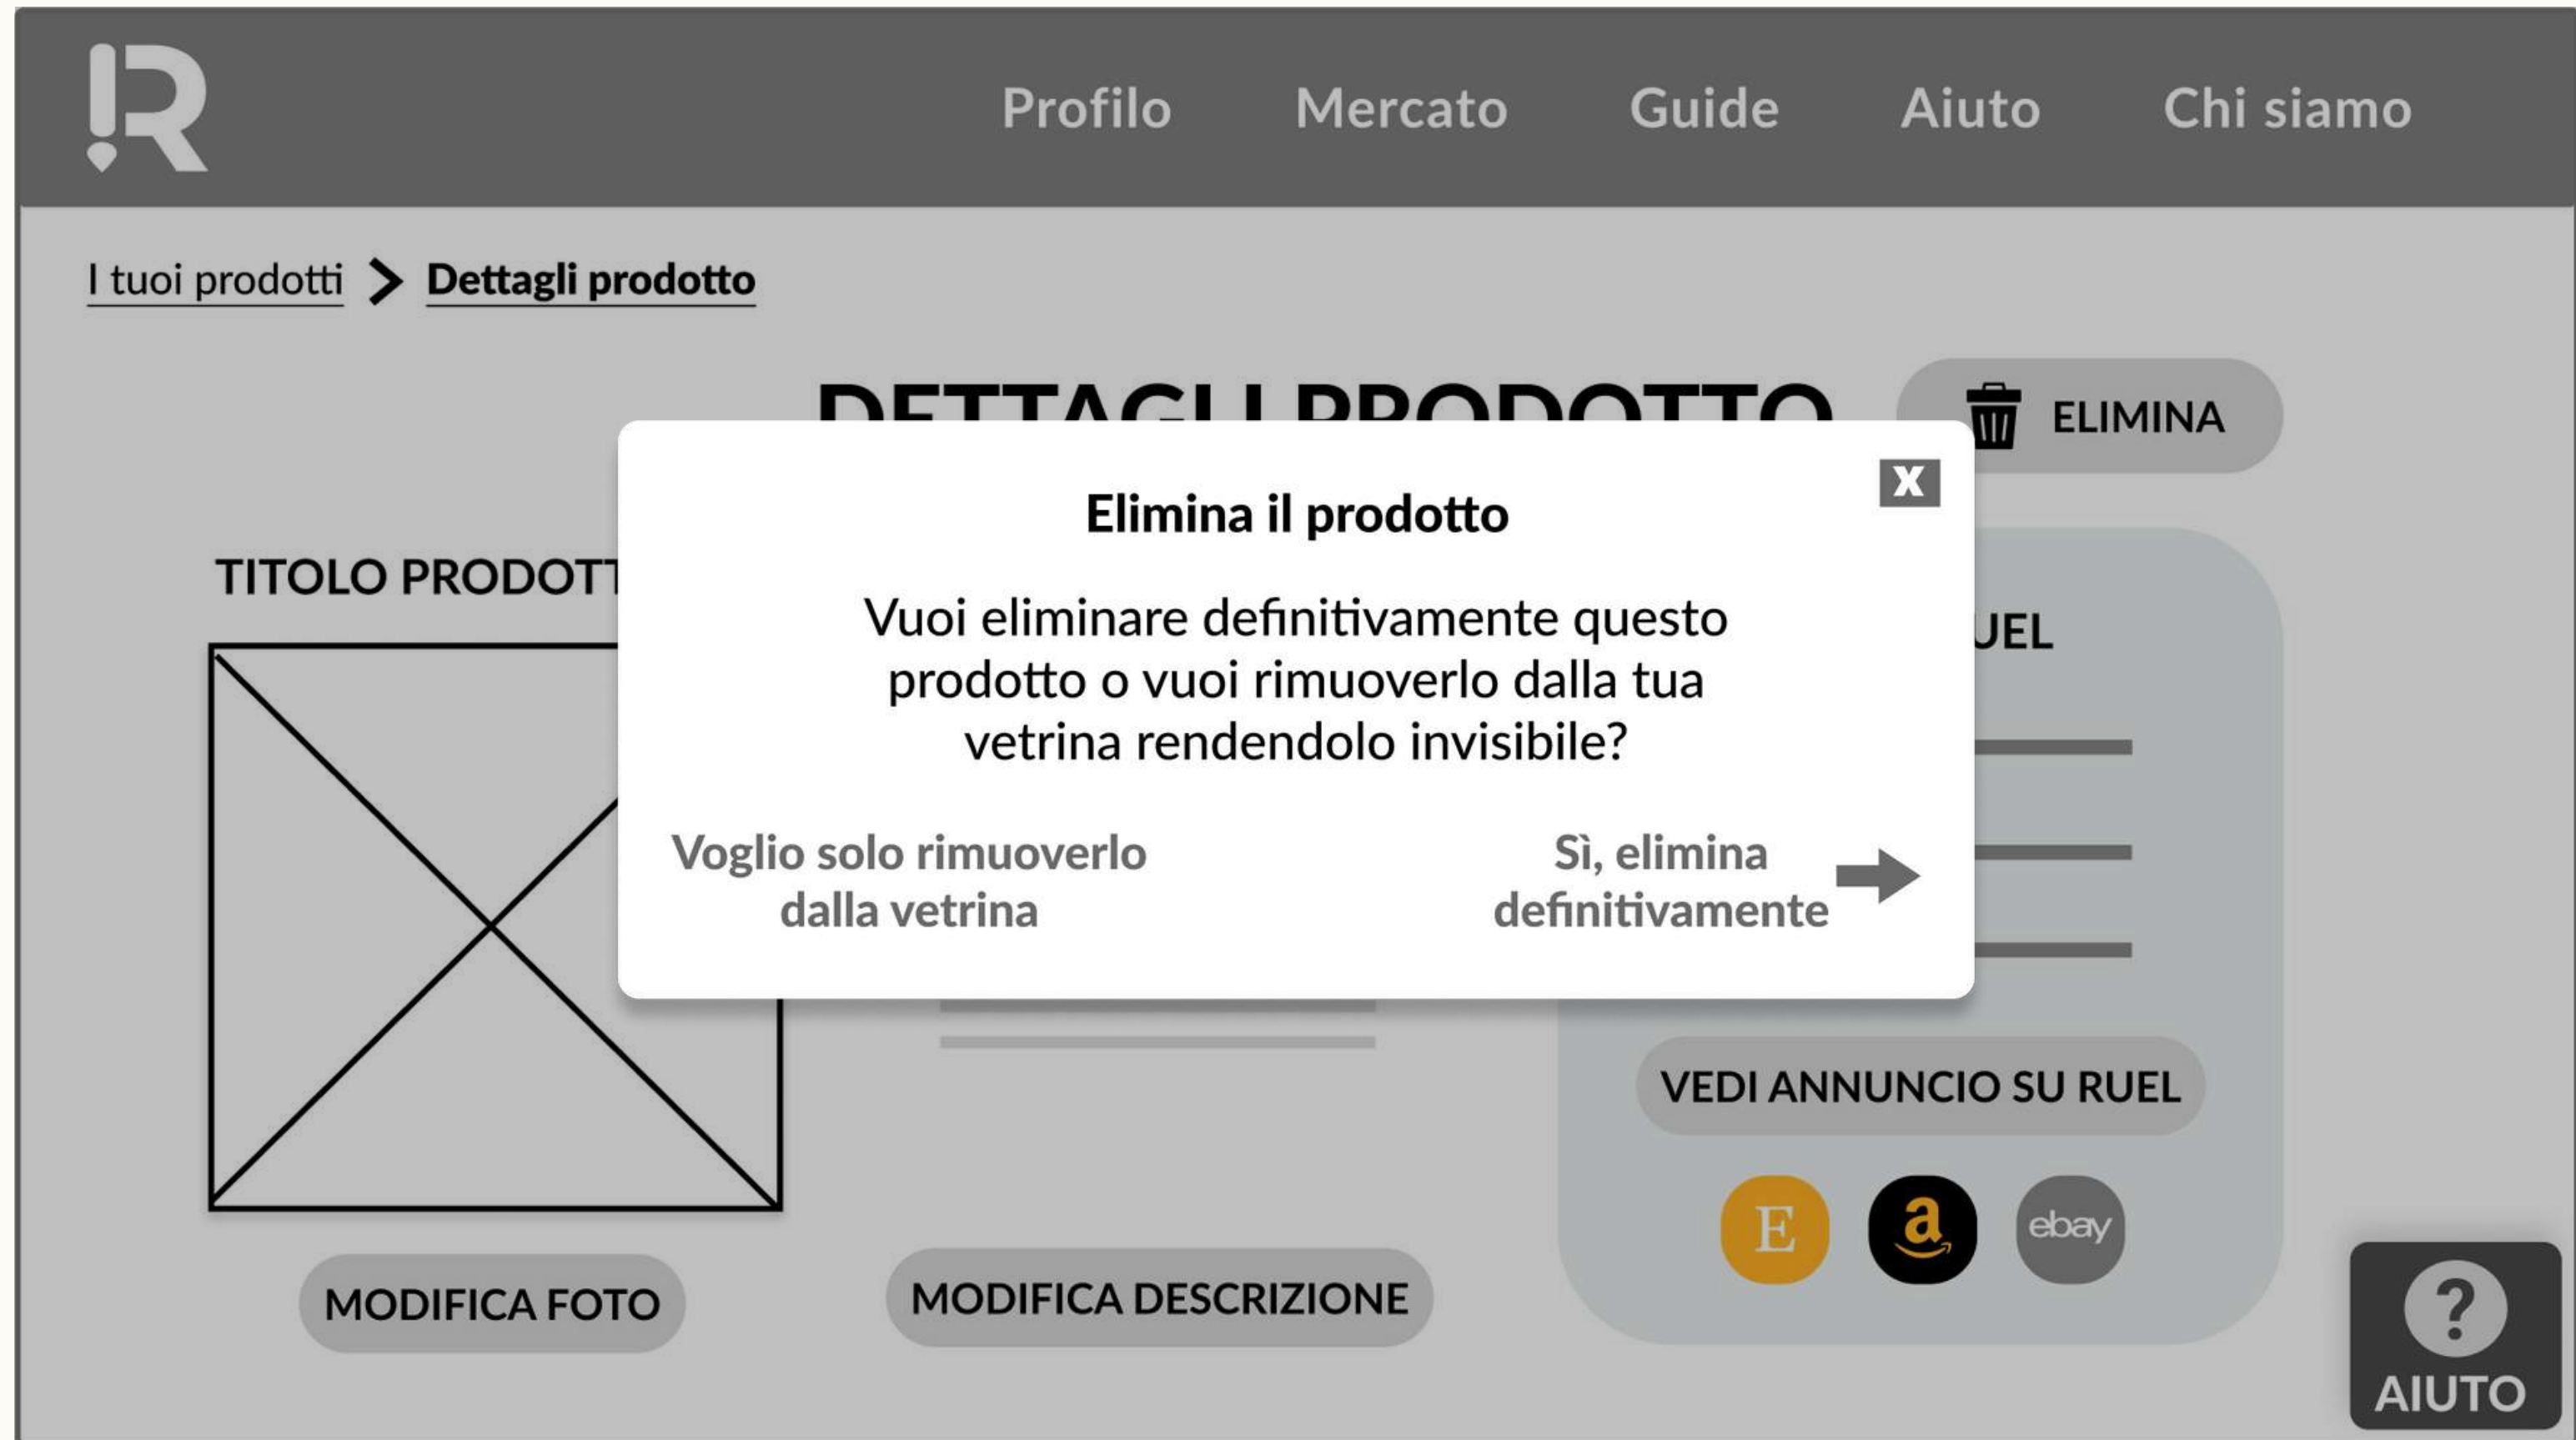 R
Profilo Mercato Guide Aiuto Chi siamo
I tuoi prodotti > Dettagli prodotto
DETTAGLI PRODOTTO
ELIMINA
X
Elimina il prodotto
TITOLO PRODOTT
Vuoi eliminare definitivamente questo
prodotto o vuoi rimuoverlo dalla tua
vetrina rendendolo invisibile?
UEL
Voglio solo rimuoverlo
dalla vetrina
Sì, elimina
definitivamente
VEDI ANNUNCIO SU RUEL
E a ebay
MODIFICA FOTO
MODIFICA DESCRIZIONE
?
AIUTO